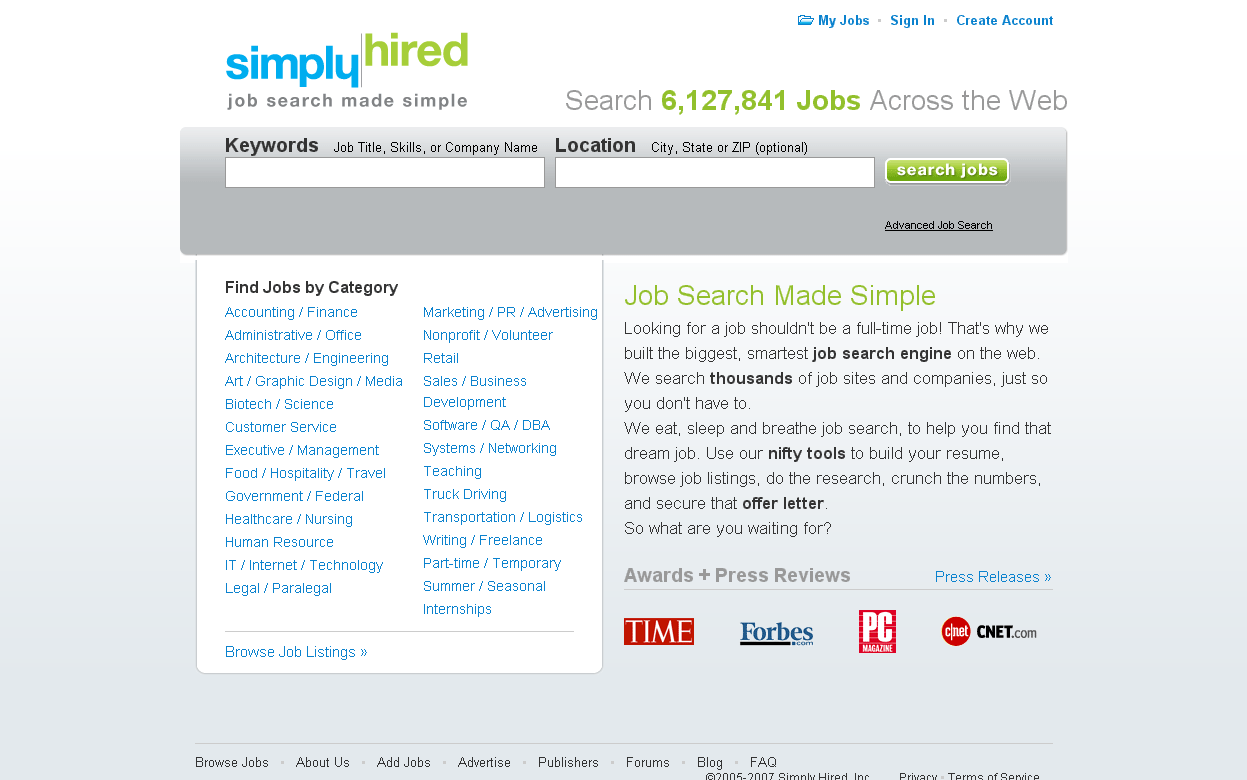 My Jobs • Sign In • Create Account
simply hired
job search made simple
Search 6,127,841 Jobs Across the Web
Keywords Job Title, Skills, or Company Name Location City, State or ZIP (optional)
search jobs
Advanced Job Search
Find Jobs by Category
Accounting / Finance
Administrative / Office
Architecture / Engineering
Art / Graphic Design / Media
Biotech / Science
Customer Service
Executive / Management
Food / Hospitality / Travel
Government / Federal
Healthcare / Nursing
Human Resource
IT / Internet / Technology
Legal / Paralegal
Marketing / PR / Advertising
Nonprofit / Volunteer
Retail
Sales / Business
Development
Software / QA / DBA
Systems / Networking
Teaching
Truck Driving
Transportation / Logistics
Writing / Freelance
Part-time / Temporary
Summer / Seasonal
Internships
Browse Job Listings »
Job Search Made Simple
Looking for a job shouldn't be a full-time job! That's why we
built the biggest, smartest job search engine on the web.
We search thousands of job sites and companies, just so
you don't have to.
We eat, sleep and breathe job search, to help you find that
dream job. Use our nifty tools to build your resume,
browse job listings, do the research, crunch the numbers,
and secure that offer letter.
So what are you waiting for?
Awards + Press Reviews Press Releases »
TIME
Forbes
.com
PC
MAGAZINE
c|net CNET.com
Browse Jobs • About Us • Add Jobs • Advertise • Publishers • Forums • Blog • FAQ
©2005-2007 Simply Hired, Inc. Privacy • Terms of Service